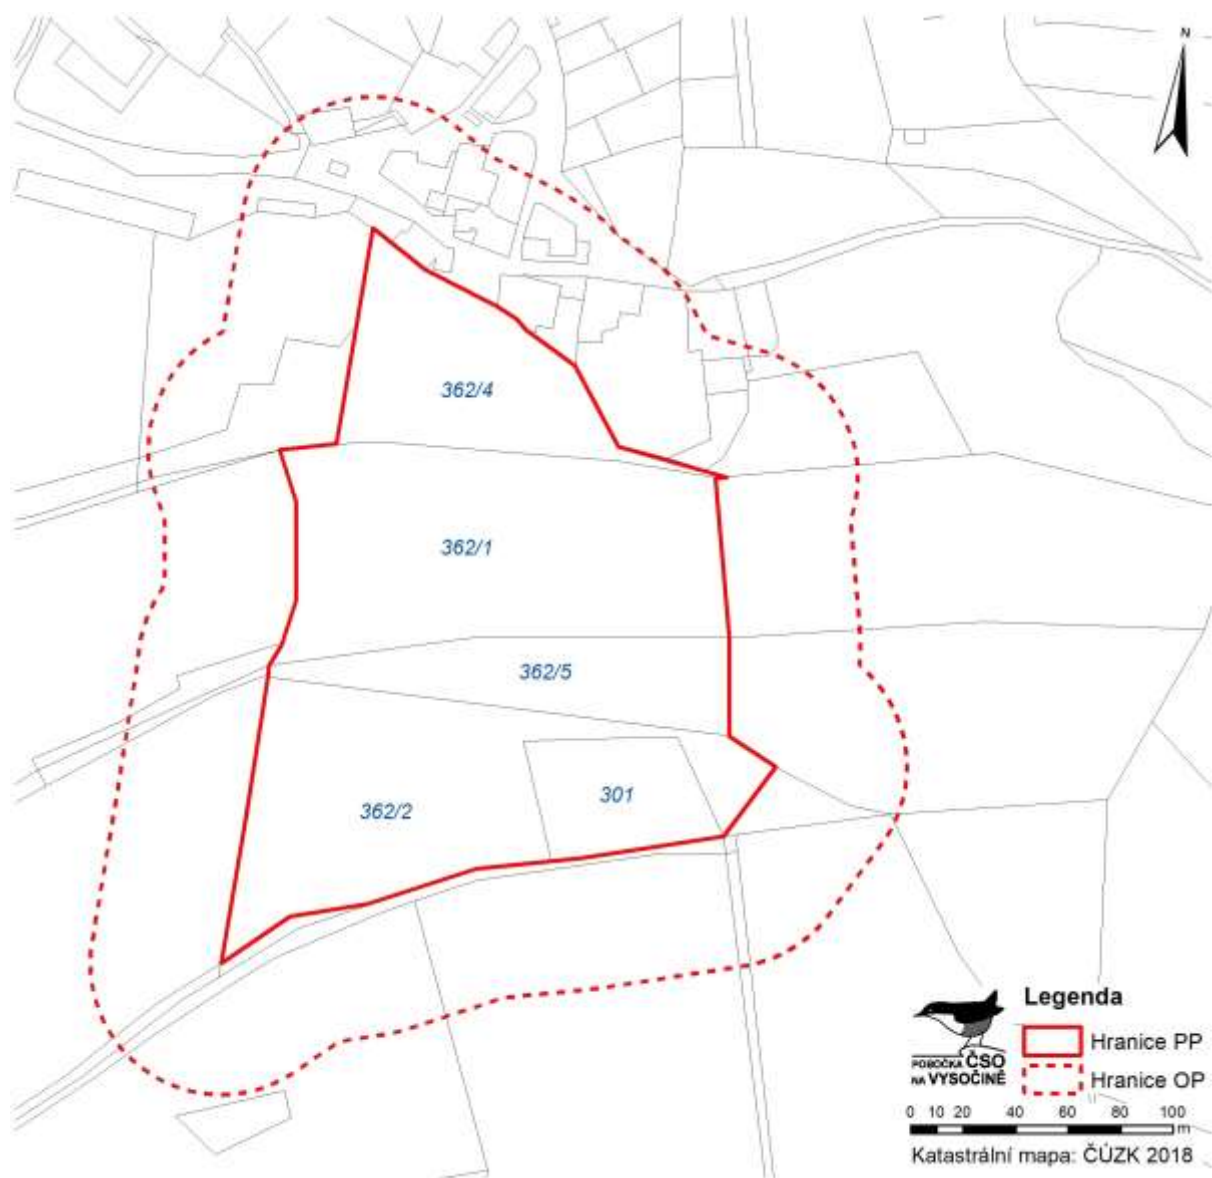 N
362/4
362/1
362/5
301
362/2
Legenda
Hranice PP
Hranice OP
POBOČKA ČSO
NA VYSOČINĚ
0 10 20 40 60 80 100
m
Katastrální mapa: ČÚZK 2018